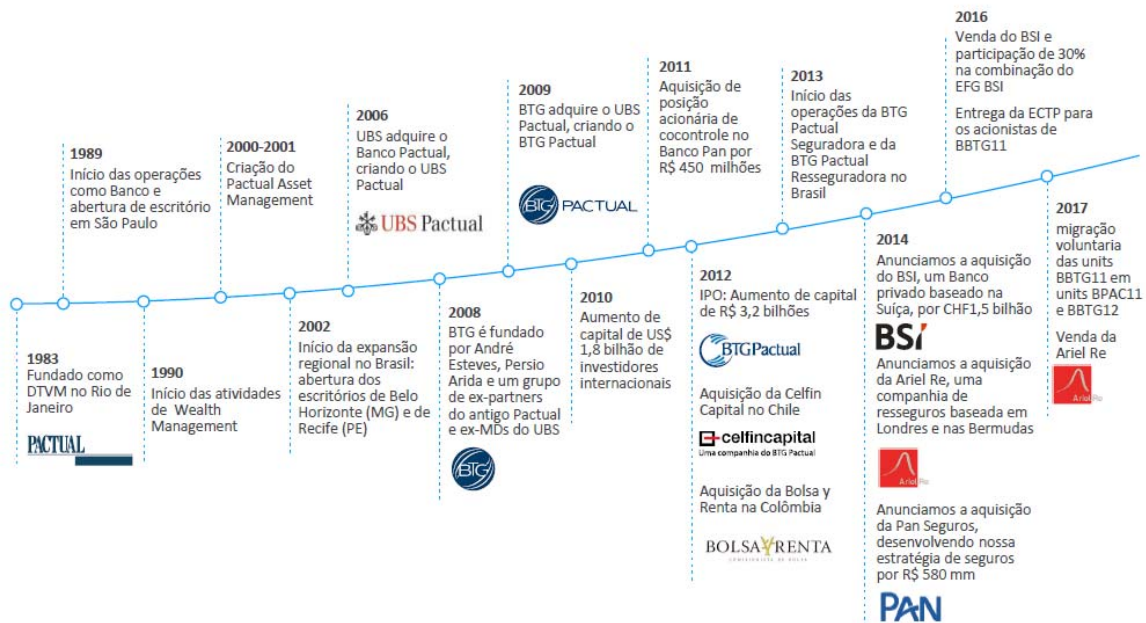 1983
Fundado como
DTVM no Rio de
Janeiro
PACTUAL
1989
Início das operações
como Banco e
abertura de escritório
em São Paulo
1990
Início das atividades
de Wealth
Management
2000-2001
Criação do
Pactual Asset
Management
2002
Início da expansão
regional no Brasil:
abertura dos
escritórios de Belo
Horizonte (MG) e de
Recife (PE)
2006
UBS adquire o
Banco Pactual,
criando o UBS
Pactual
UBS Pactual
2008
BTG é fundado
por André
Esteves, Persio
Arida e um grupo
de ex-partners
do antigo Pactual
e ex-MDs do UBS
BTG
2009
BTG adquire o UBS
Pactual, criando o
BTG Pactual
BTG PACTUAL
2010
Aumento de
capital de US$
1,8 bilhão de
investidores
internacionais
2011
Aquisição de
posição
acionária de
cocontrole no
Banco Pan por
R$ 450 milhões
2012
IPO: Aumento de capital
de R$ 3,2 bilhões
BTGPactual
Aquisição da Celfin
Capital no Chile
celfincapital
Uma companhia do BTG Pactual
Aquisição da Bolsa y
Renta na Colômbia
BOLSA Y RENTA
COMISIONISTA DE BOLSA
2013
Início das
operações da BTG
Pactual
Seguradora e da
BTG Pactual
Resseguradora no
Brasil
2014
Anunciamos a aquisição
do BSI, um Banco
privado baseado na
Suíça, por CHF1,5 bilhão
BSI
Anunciamos a aquisição
da Ariel Re, uma
companhia de
resseguros baseada em
Londres e nas Bermudas
Ariel Re
Anunciamos a aquisição
da Pan Seguros,
desenvolvendo nossa
estratégia de seguros
por R$ 580 mm
PAN
2016
Venda do BSI e
participação de 30%
na combinação do
EFG BSI
Entrega da ECTP para
os acionistas de
BBTG11
2017
migração
voluntaria
das units
BBTG11 em
units BPAC11
e BBTG12
Venda da
Ariel Re
Ariel Re